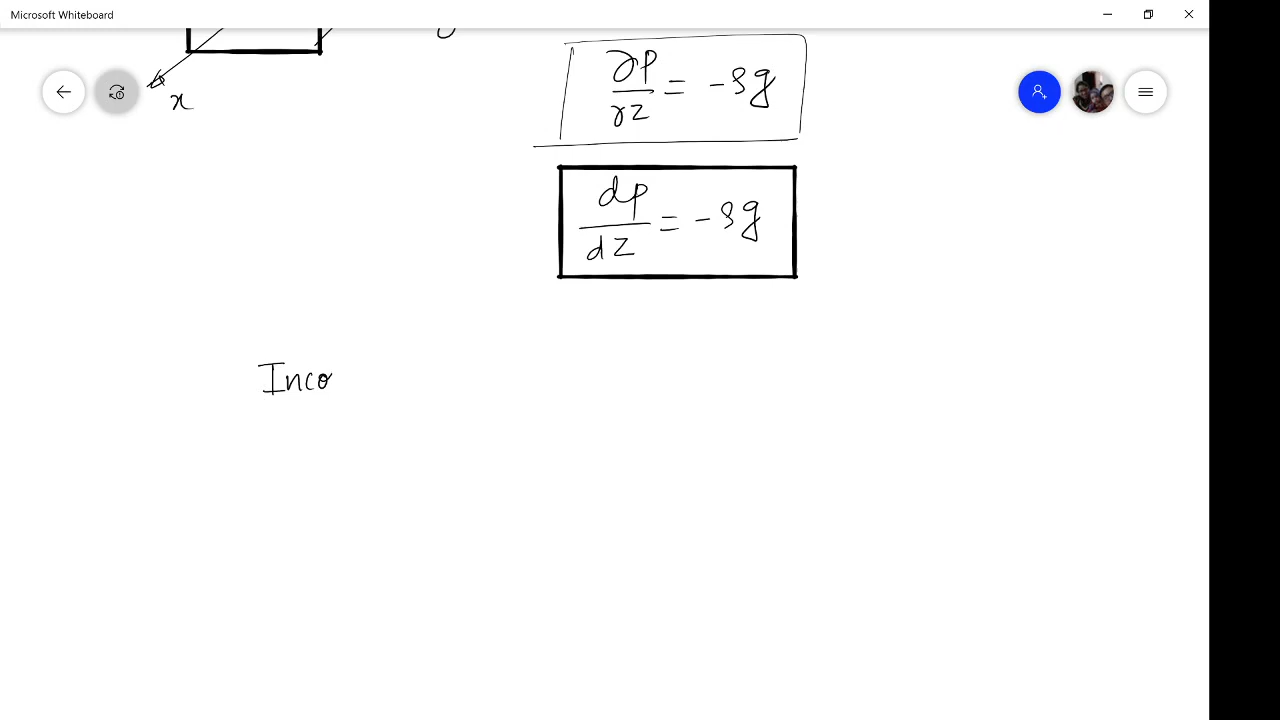 Microsoft Whiteboard
x
∂p/∂z = -ρg
dp/dz = -ρg
Inco